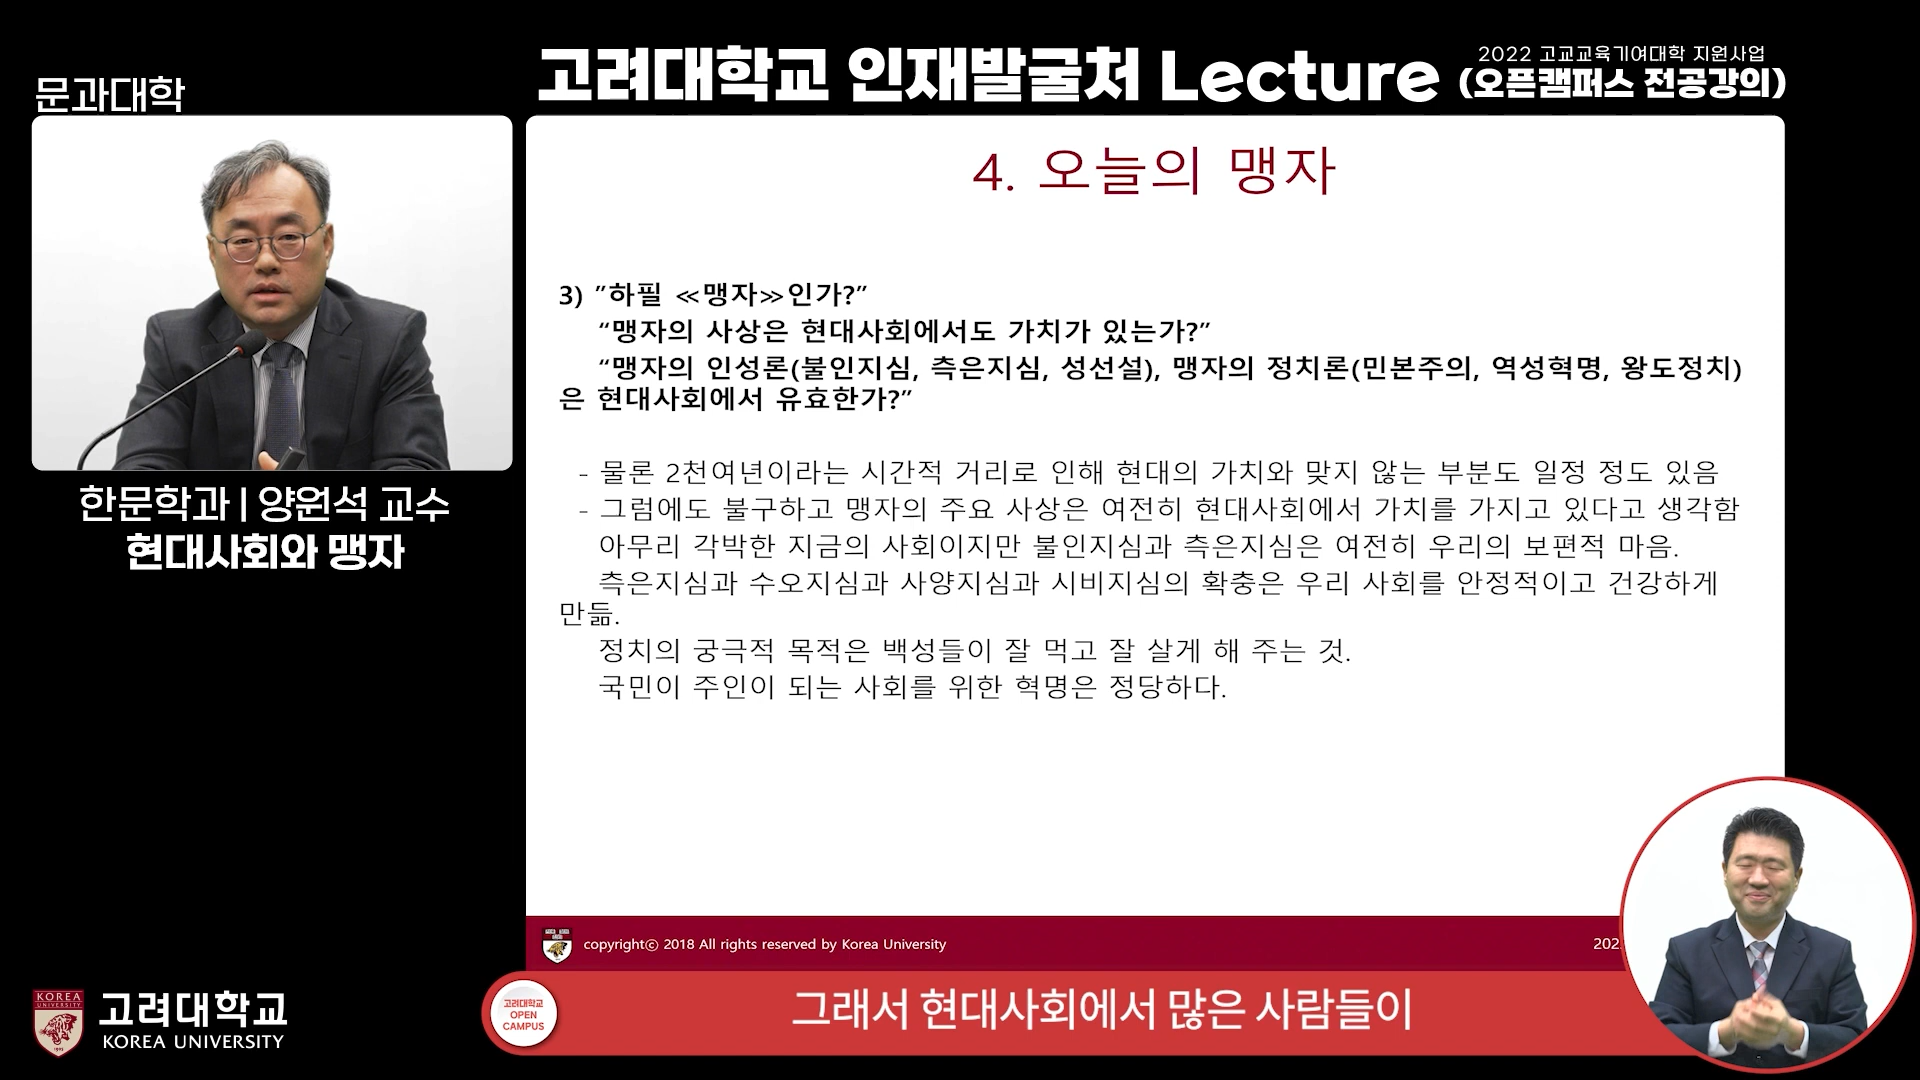 문과대학
고려대학교 인재발굴처 Lecture
2022 고교교육기여대학 지원사업
(오픈캠퍼스 전공강의)
한문학과 | 양원석 교수
현대사회와 맹자
4. 오늘의 맹자
3) ”하필 ≪맹자≫인가?”
“맹자의 사상은 현대사회에서도 가치가 있는가?”
“맹자의 인성론(불인지심, 측은지심, 성선설), 맹자의 정치론(민본주의, 역성혁명, 왕도정치)
은 현대사회에서 유효한가?”
- 물론 2천여년이라는 시간적 거리로 인해 현대의 가치와 맞지 않는 부분도 일정 정도 있음
- 그럼에도 불구하고 맹자의 주요 사상은 여전히 현대사회에서 가치를 가지고 있다고 생각함
아무리 각박한 지금의 사회이지만 불인지심과 측은지심은 여전히 우리의 보편적 마음.
측은지심과 수오지심과 사양지심과 시비지심의 확충은 우리 사회를 안정적이고 건강하게
만듦.
정치의 궁극적 목적은 백성들이 잘 먹고 잘 살게 해 주는 것.
국민이 주인이 되는 사회를 위한 혁명은 정당하다.
copyrightⓒ 2018 All rights reserved by Korea University
202
고려대학교
OPEN
CAMPUS
그래서 현대사회에서 많은 사람들이
KOREA
UNIVERSITY
1905
고려대학교
KOREA UNIVERSITY